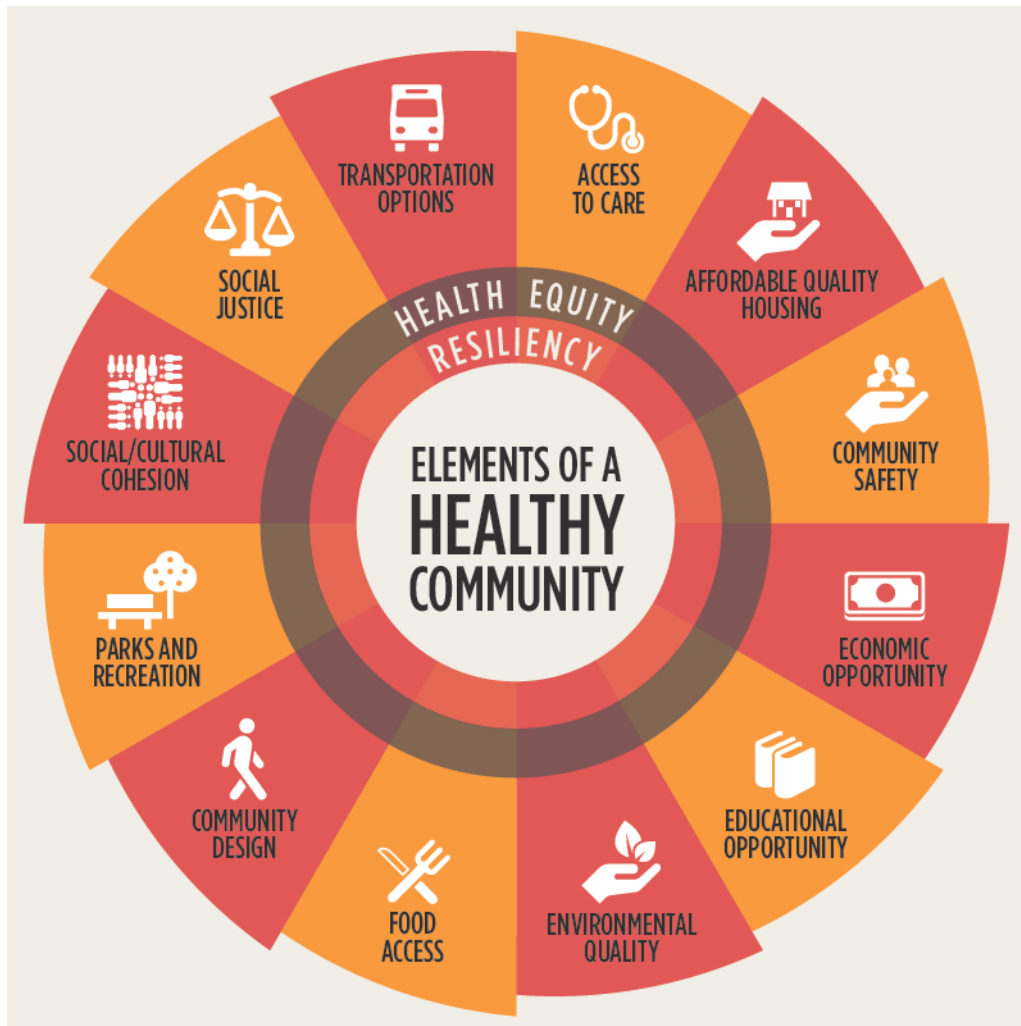 TRANSPORTATION
OPTIONS
ACCESS
TO CARE
AFFORDABLE QUALITY
HOUSING
COMMUNITY
SAFETY
ECONOMIC
OPPORTUNITY
EDUCATIONAL
OPPORTUNITY
ENVIRONMENTAL
QUALITY
FOOD
ACCESS
COMMUNITY
DESIGN
PARKS AND
RECREATION
SOCIAL/CULTURAL
COHESION
SOCIAL
JUSTICE
HEALTH EQUITY
RESILIENCY
ELEMENTS OF A
HEALTHY
COMMUNITY